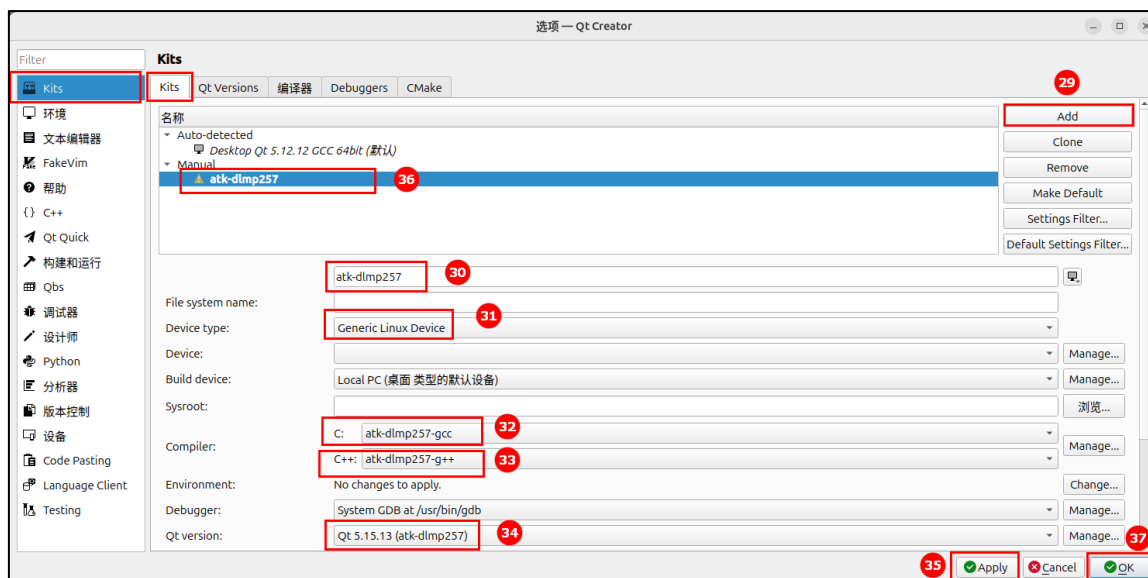 选项 — Qt Creator
Filter
Kits
环境
文本编辑器
FakeVim
帮助
{} C++
Qt Quick
构建和运行
Qbs
调试器
设计师
Python
分析器
版本控制
设备
Code Pasting
Language Client
Testing
Kits
Kits Qt Versions 编译器 Debuggers CMake
29
名称
Auto-detected
Desktop Qt 5.12.12 GCC 64bit (默认)
Manual
atk-dlmp257 36
Add
Clone
Remove
Make Default
Settings Filter...
Default Settings Filter...
atk-dlmp257 30
File system name:
Device type: Generic Linux Device 31
Device: Manage...
Build device: Local PC (桌面 类型的默认设备) Manage...
Sysroot: 浏览...
Compiler: C: atk-dlmp257-gcc 32 Manage...
C++: atk-dlmp257-g++ 33
Environment: No changes to apply. Change...
Debugger: System GDB at /usr/bin/gdb Manage...
Qt version: Qt 5.15.13 (atk-dlmp257) 34 Manage... 37
35 Apply Cancel OK